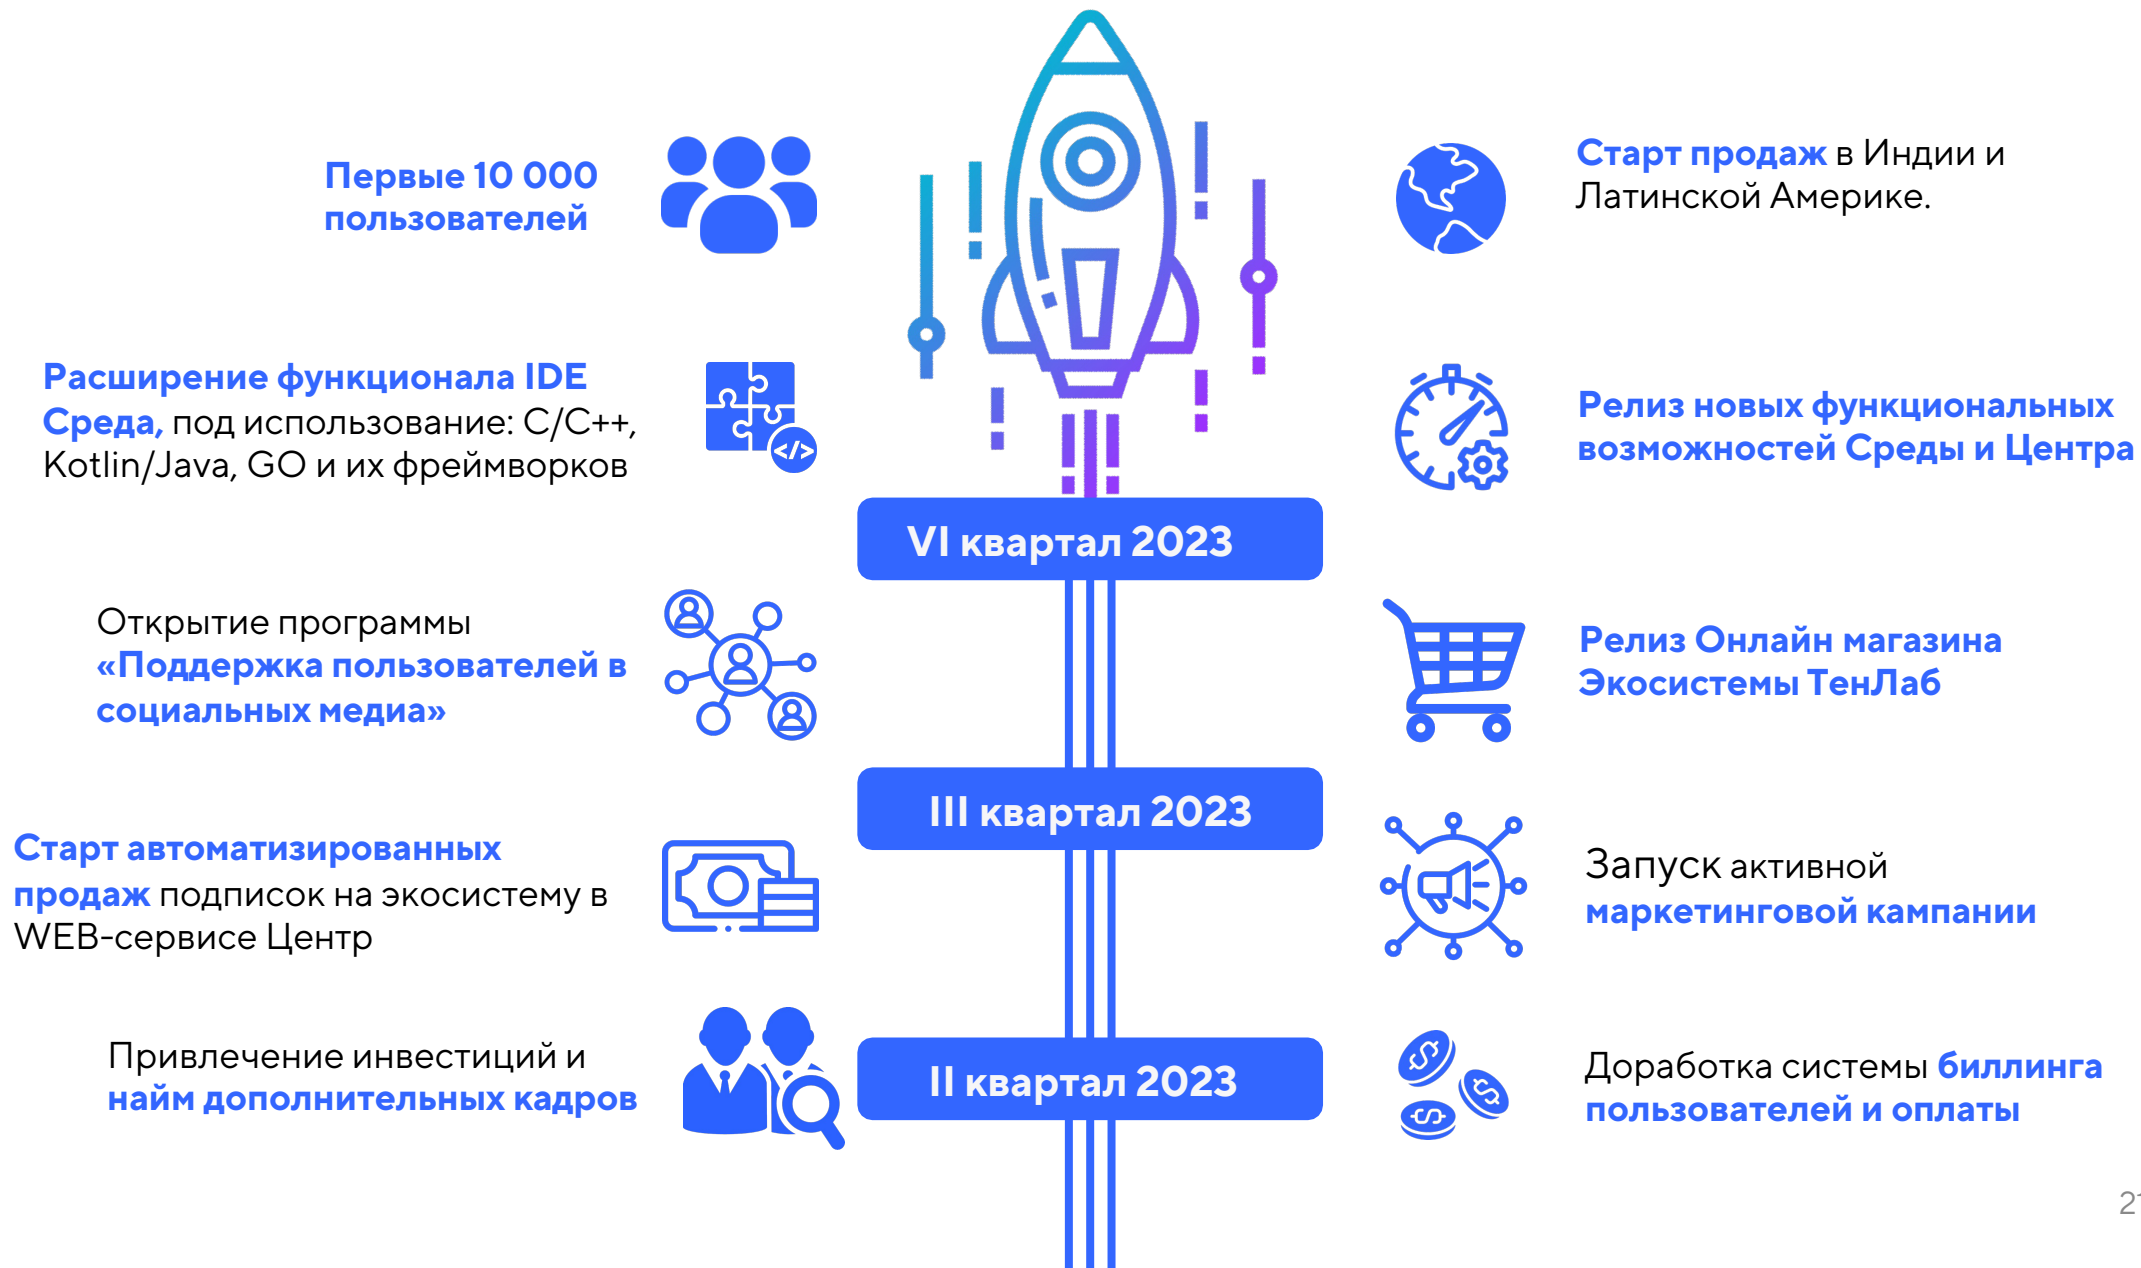 Первые 10 000
пользователей
Старт продаж в Индии и
Латинской Америке.
Расширение функционала IDE
Среда, под использование: C/C++,
Kotlin/Java, GO и их фреймворков
</>
Релиз новых функциональных
возможностей Среды и Центра
VI квартал 2023
Открытие программы
«Поддержка пользователей в
социальных медиа»
Релиз Онлайн магазина
Экосистемы ТенЛаб
III квартал 2023
Старт автоматизированных
продаж подписок на экосистему в
WEB-сервисе Центр
Запуск активной
маркетинговой кампании
Привлечение инвестиций и
найм дополнительных кадров
II квартал 2023
Доработка системы биллинга
пользователей и оплаты
$
$
$
21